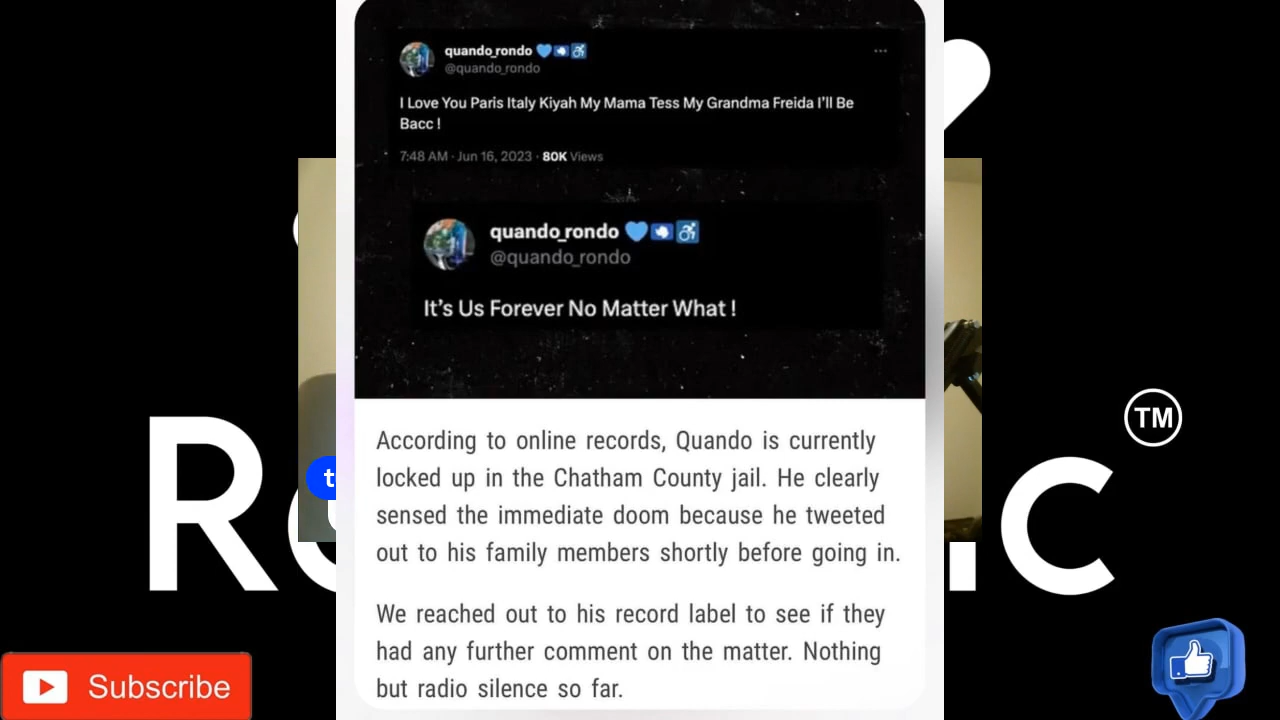 quando_rondo
@quando_rondo
I Love You Paris Italy Kiyah My Mama Tess My Grandma Freida I'll Be
Bacc !
7:48 AM · Jun 16, 2023 · 80K Views
quando_rondo
@quando_rondo
It's Us Forever No Matter What !
According to online records, Quando is currently
locked up in the Chatham County jail. He clearly
sensed the immediate doom because he tweeted
out to his family members shortly before going in.
We reached out to his record label to see if they
had any further comment on the matter. Nothing
but radio silence so far.
TM
Subscribe